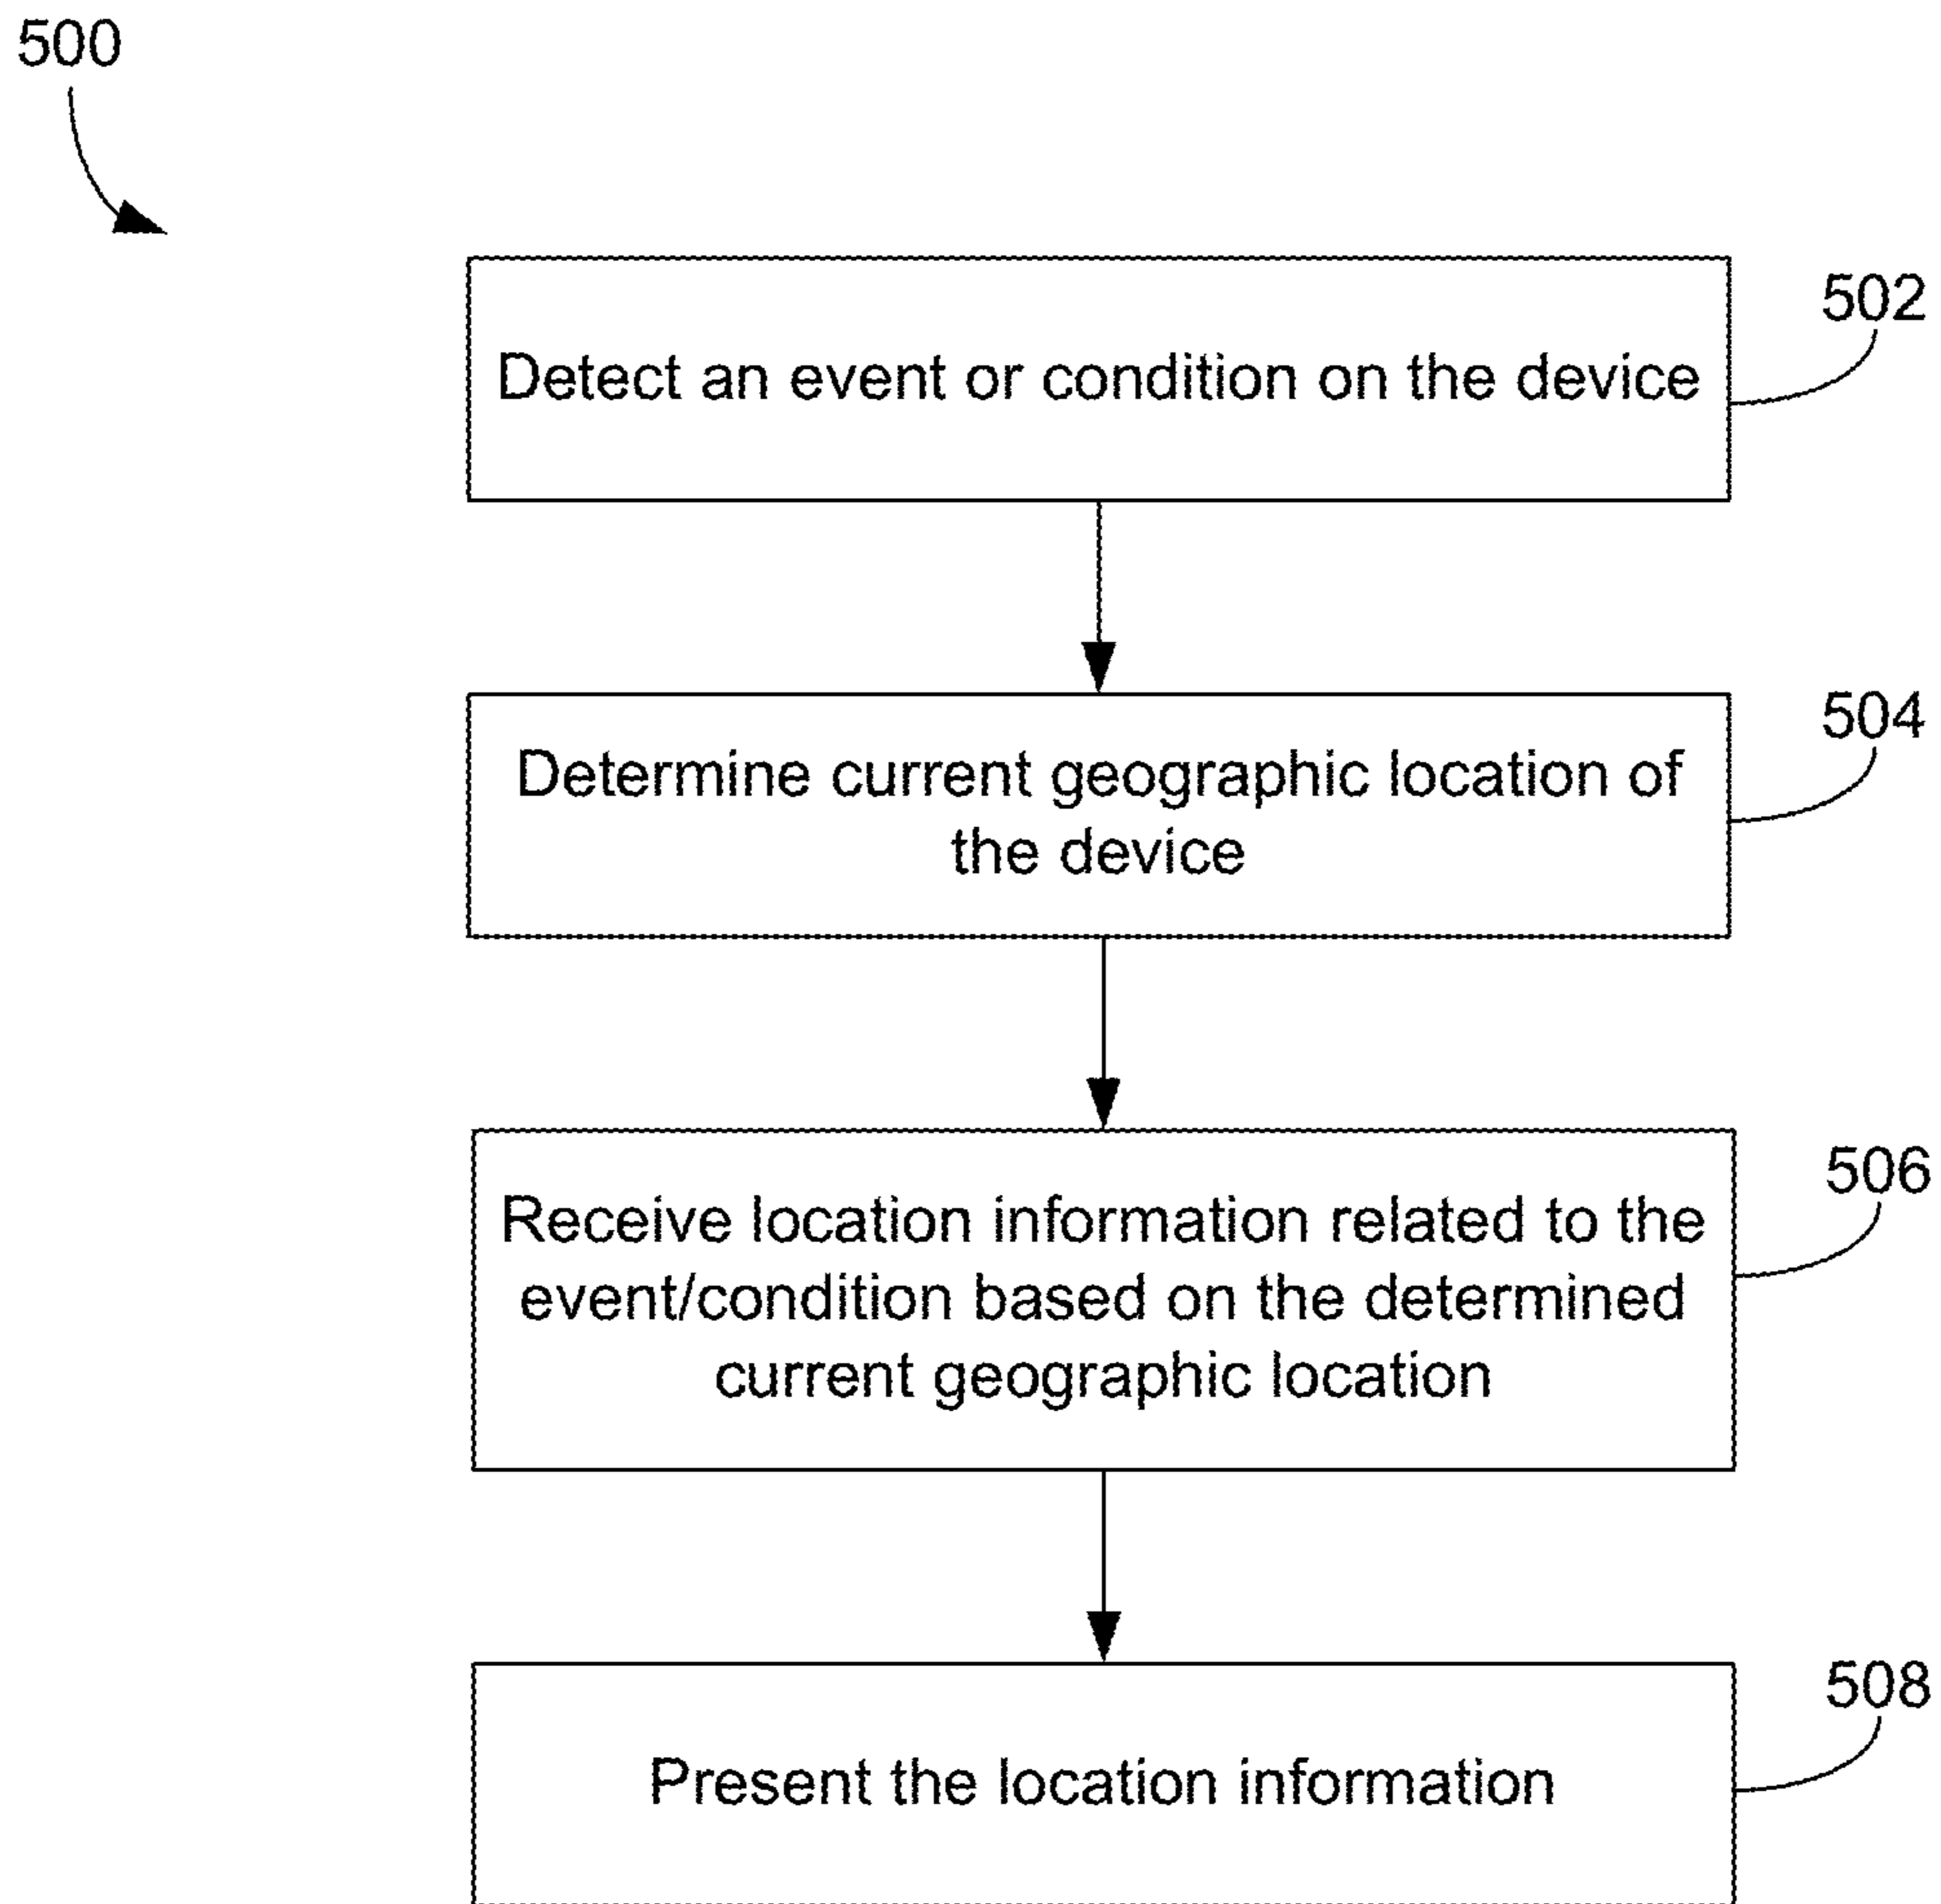 500
502
Detect an event or condition on the device
504
Determine current geographic location of
the device
506
Receive location information related to the
event/condition based on the determined
current geographic location
508
Present the location information